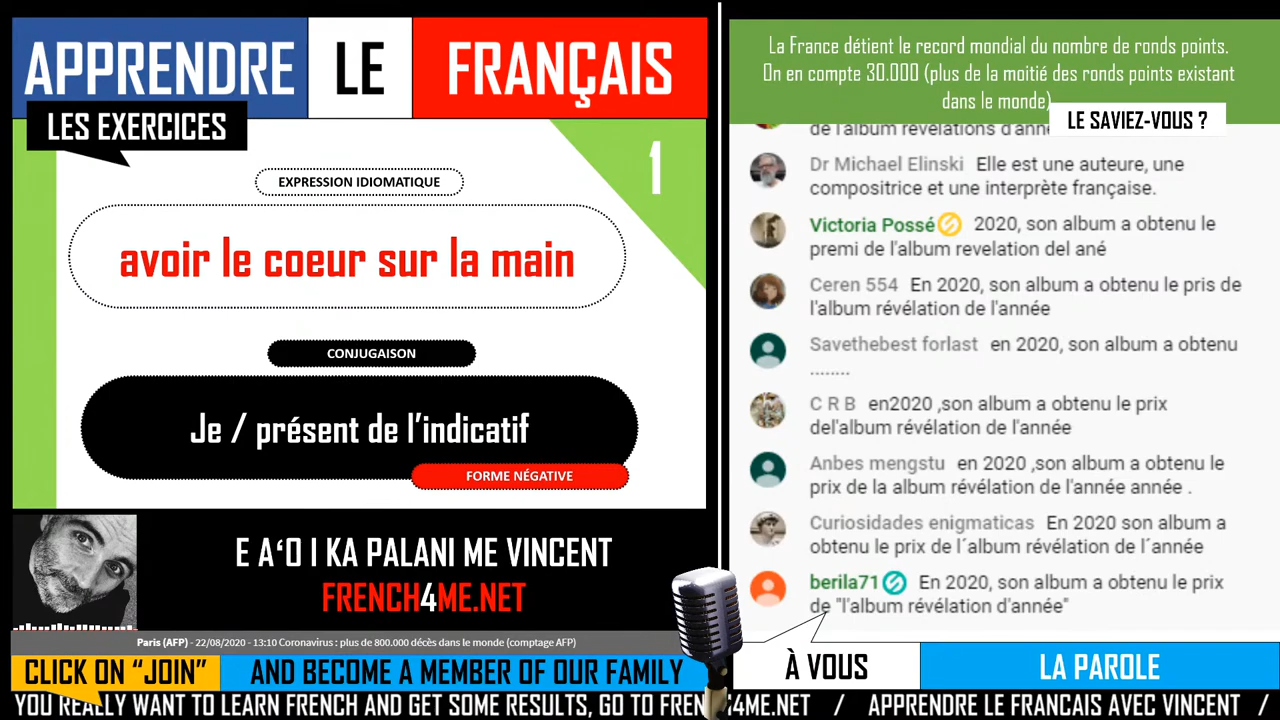 APPRENDRE LE FRANÇAIS
LES EXERCICES
1
EXPRESSION IDIOMATIQUE
avoir le coeur sur la main
CONJUGAISON
Je / présent de l'indicatif
FORME NÉGATIVE
E AʻO I KA PALANI ME VINCENT
FRENCH4ME.NET
Paris (AFP) - 22/08/2020 - 13:10 Coronavirus : plus de 800.000 décès dans le monde (comptage AFP)
CLICK ON “JOIN” AND BECOME A MEMBER OF OUR FAMILY
La France détient le record mondial du nombre de ronds points.
On en compte 30.000 (plus de la moitié des ronds points existant
dans le monde)
LE SAVIEZ-VOUS ?
de l'album révélations d'anné
Dr Michael Elinski Elle est une auteure, une
compositrice et une interprète française.
Victoria Possé 2020, son album a obtenu le
premi de l'album revelation del ané
Ceren 554 En 2020, son album a obtenu le pris de
l'album révélation de l'année
Savethebest forlast en 2020, son album a obtenu
........
C R B en2020 ,son album a obtenu le prix
del'album révélation de l'année
Anbes mengstu en 2020 ,son album a obtenu le
prix de la album révélation de l'année année .
Curiosidades enigmaticas En 2020 son album a
obtenu le prix de l´album révélation de l´année
berila71 En 2020, son album a obtenu le prix
de "l'album révélation d'année"
À VOUS LA PAROLE
YOU REALLY WANT TO LEARN FRENCH AND GET SOME RESULTS, GO TO FRENCH4ME.NET / APPRENDRE LE FRANCAIS AVEC VINCENT /